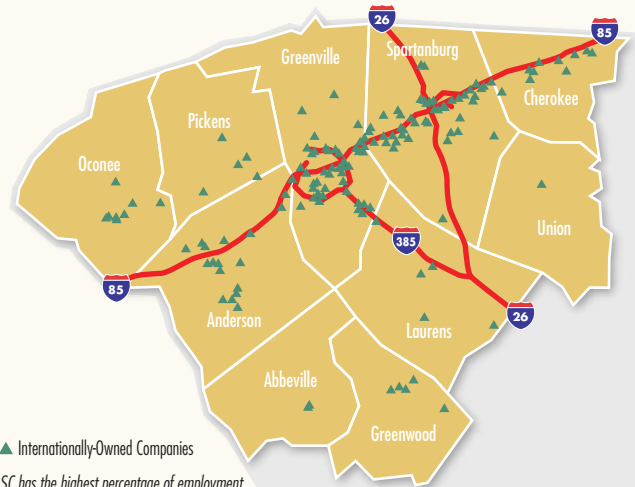 26
85
Greenville
Spartanburg
Cherokee
Pickens
Oconee
Union
385
85
26
Anderson
Laurens
Abbeville
Greenwood
Internationally-Owned Companies
SC has the highest percentage of employment